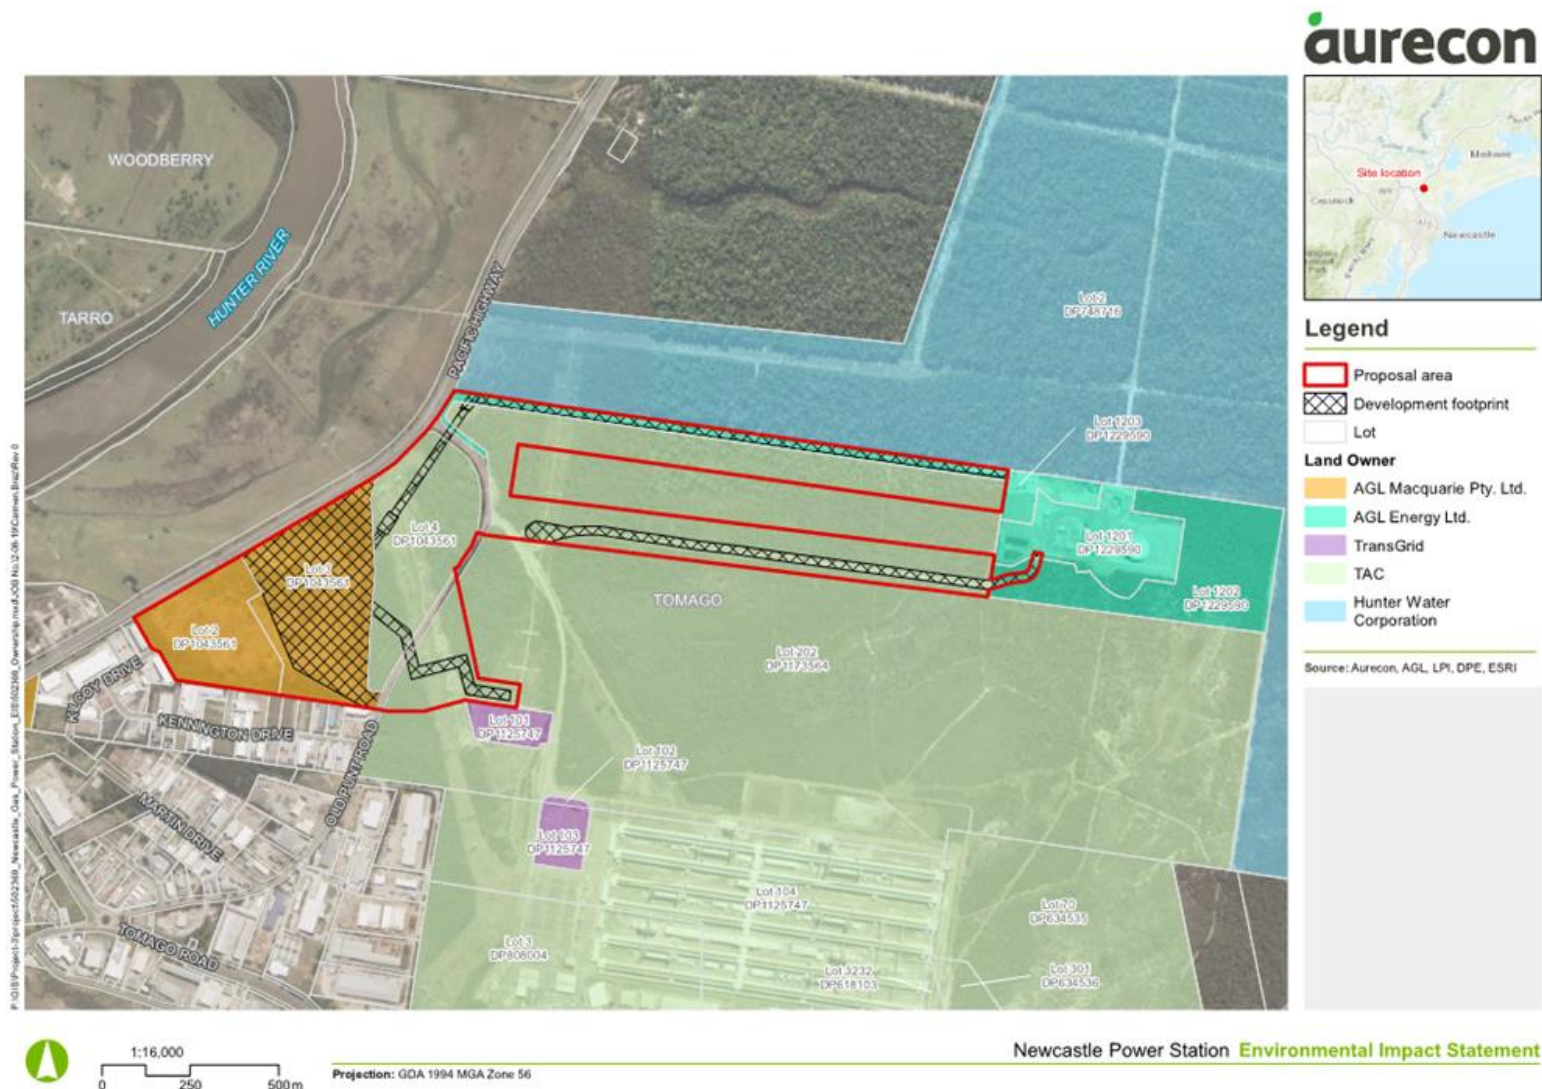 aurecon
WOODBERRY
TARRO
HUNTER RIVER
PACIFIC HIGHWAY
Lot 2
DP748716
Lot 1203
DP1229590
Lot 4
DP1043561
Lot 3
DP1043561
Lot 1201
DP1229590
Lot 1202
DP1229590
TOMAGO
Lot 2
DP1043561
Lot 202
DP1173564
KILCOY DRIVE
KENNINGTON DRIVE
OLD PUNT ROAD
MARTIN DRIVE
TOMAGO ROAD
Lot 101
DP1125747
Lot 102
DP1125747
Lot 103
DP1125747
Lot 104
DP1125747
Lot 70
DP634535
Lot 3
DP808004
Lot 3232
DP618103
Lot 301
DP634536
Site location
Cessnock
Newcastle
Legend
Proposal area
Development footprint
Lot
Land Owner
AGL Macquarie Pty. Ltd.
AGL Energy Ltd.
TransGrid
TAC
Hunter Water
Corporation
Source: Aurecon, AGL, LPI, DPE, ESRI
1:16,000
0 250 500m
Projection: GDA 1994 MGA Zone 56
Newcastle Power Station Environmental Impact Statement